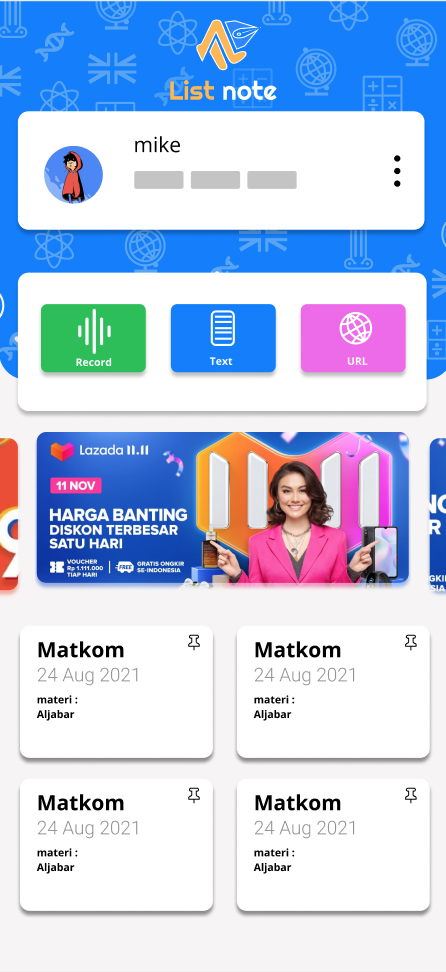 List note
mike
Record
Text
URL
Lazada 11.11
11 NOV
HARGA BANTING
DISKON TERBESAR
SATU HARI
VOUCHER
Rp 1.111.000
TIAP HARI
FREE
GRATIS ONGKIR
SE-INDONESIA
9
Matkom
24 Aug 2021
materi :
Aljabar
Matkom
24 Aug 2021
materi :
Aljabar
Matkom
24 Aug 2021
materi :
Aljabar
Matkom
24 Aug 2021
materi :
Aljabar